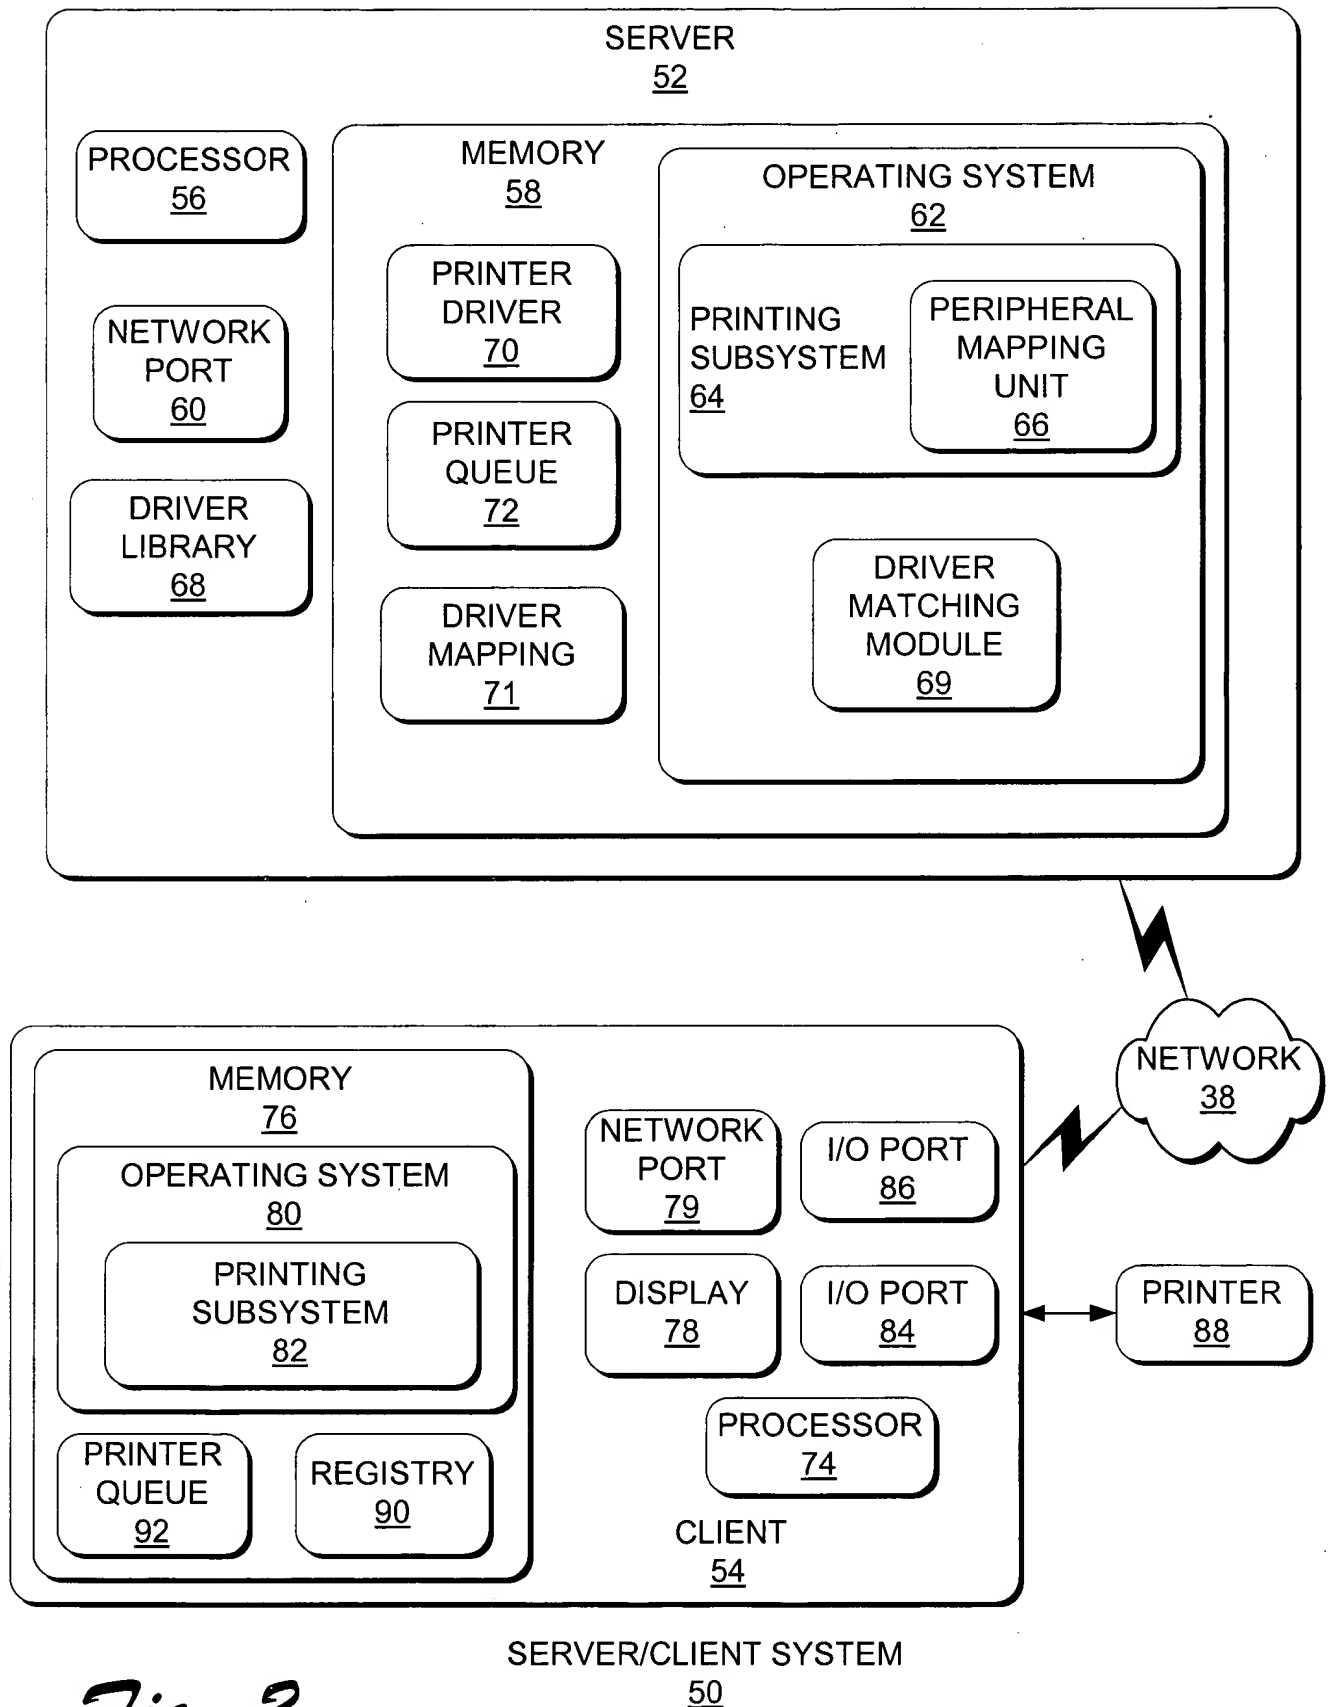 SERVER
52
PROCESSOR
56
NETWORK
PORT
60
DRIVER
LIBRARY
68
MEMORY
58
PRINTER
DRIVER
70
PRINTER
QUEUE
72
DRIVER
MAPPING
71
OPERATING SYSTEM
62
PRINTING
SUBSYSTEM
64
PERIPHERAL
MAPPING
UNIT
66
DRIVER
MATCHING
MODULE
69
NETWORK
38
MEMORY
76
OPERATING SYSTEM
80
PRINTING
SUBSYSTEM
82
PRINTER
QUEUE
92
REGISTRY
90
NETWORK
PORT
79
I/O PORT
86
DISPLAY
78
I/O PORT
84
PROCESSOR
74
CLIENT
54
PRINTER
88
SERVER/CLIENT SYSTEM
50